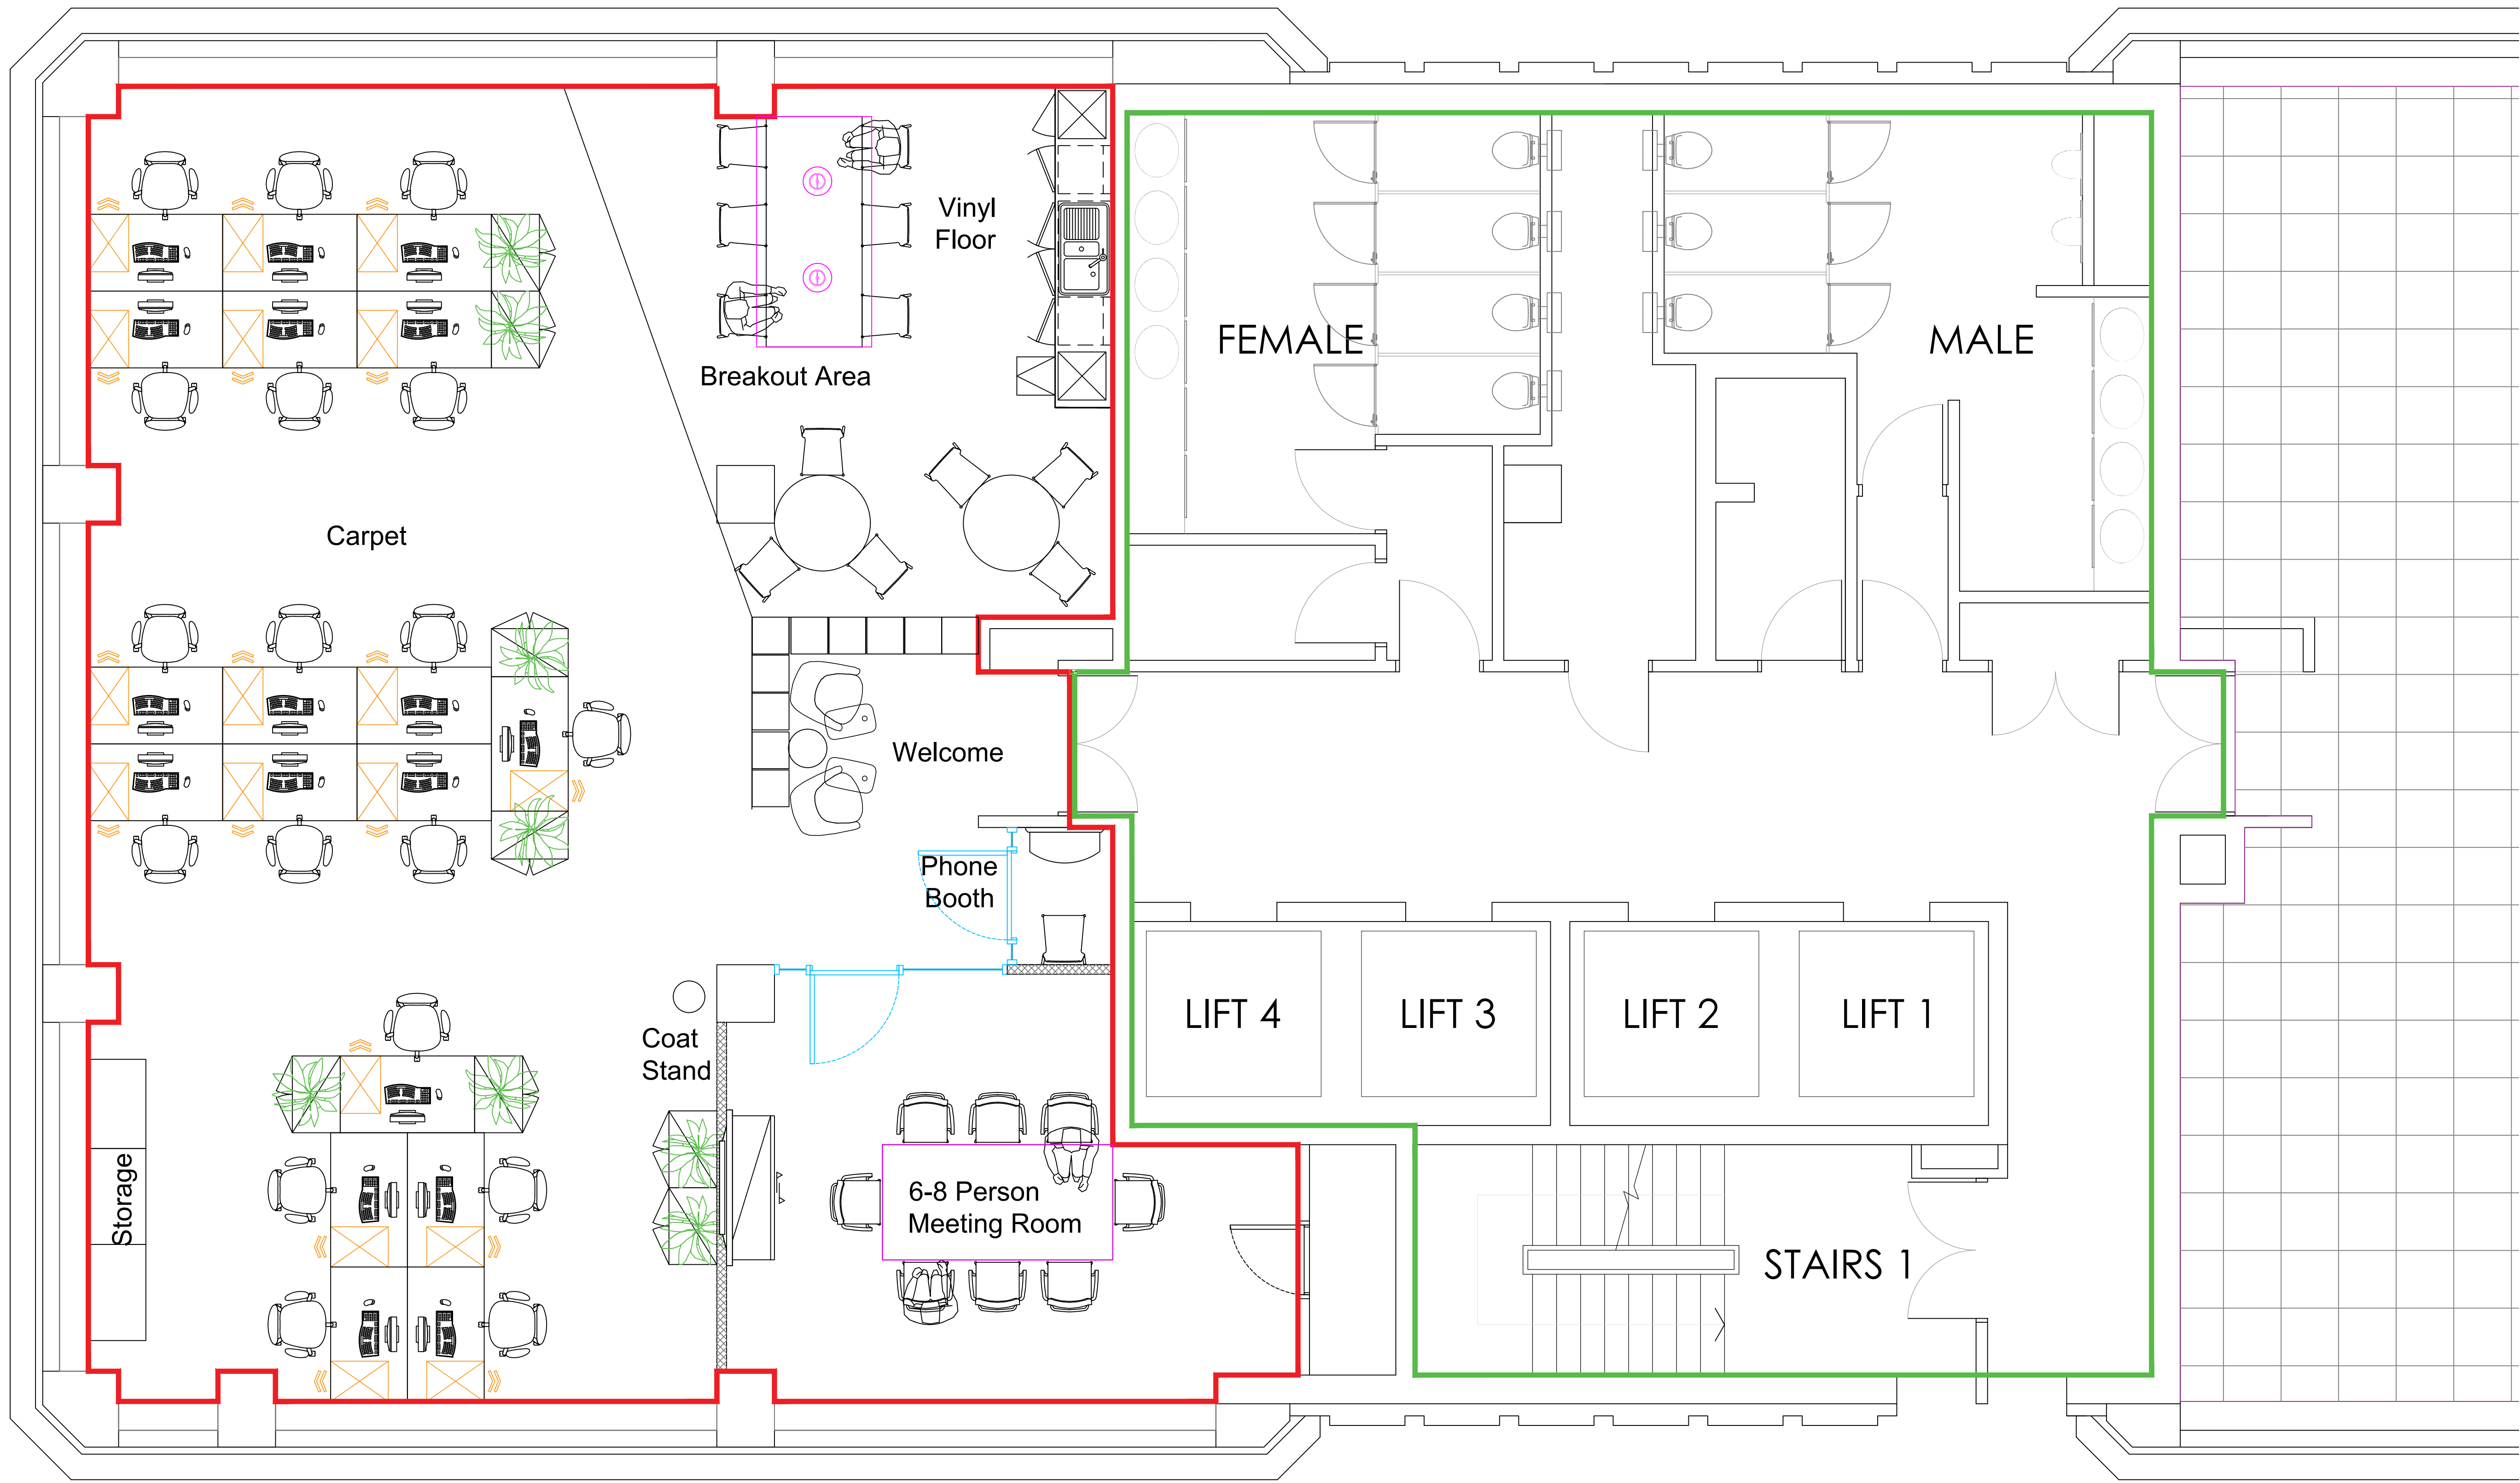 Vinyl
Floor
FEMALE
MALE
Breakout Area
Carpet
Welcome
Phone
Booth
LIFT 4
LIFT 3
LIFT 2
LIFT 1
Coat
Stand
Storage
6-8 Person
Meeting Room
STAIRS 1